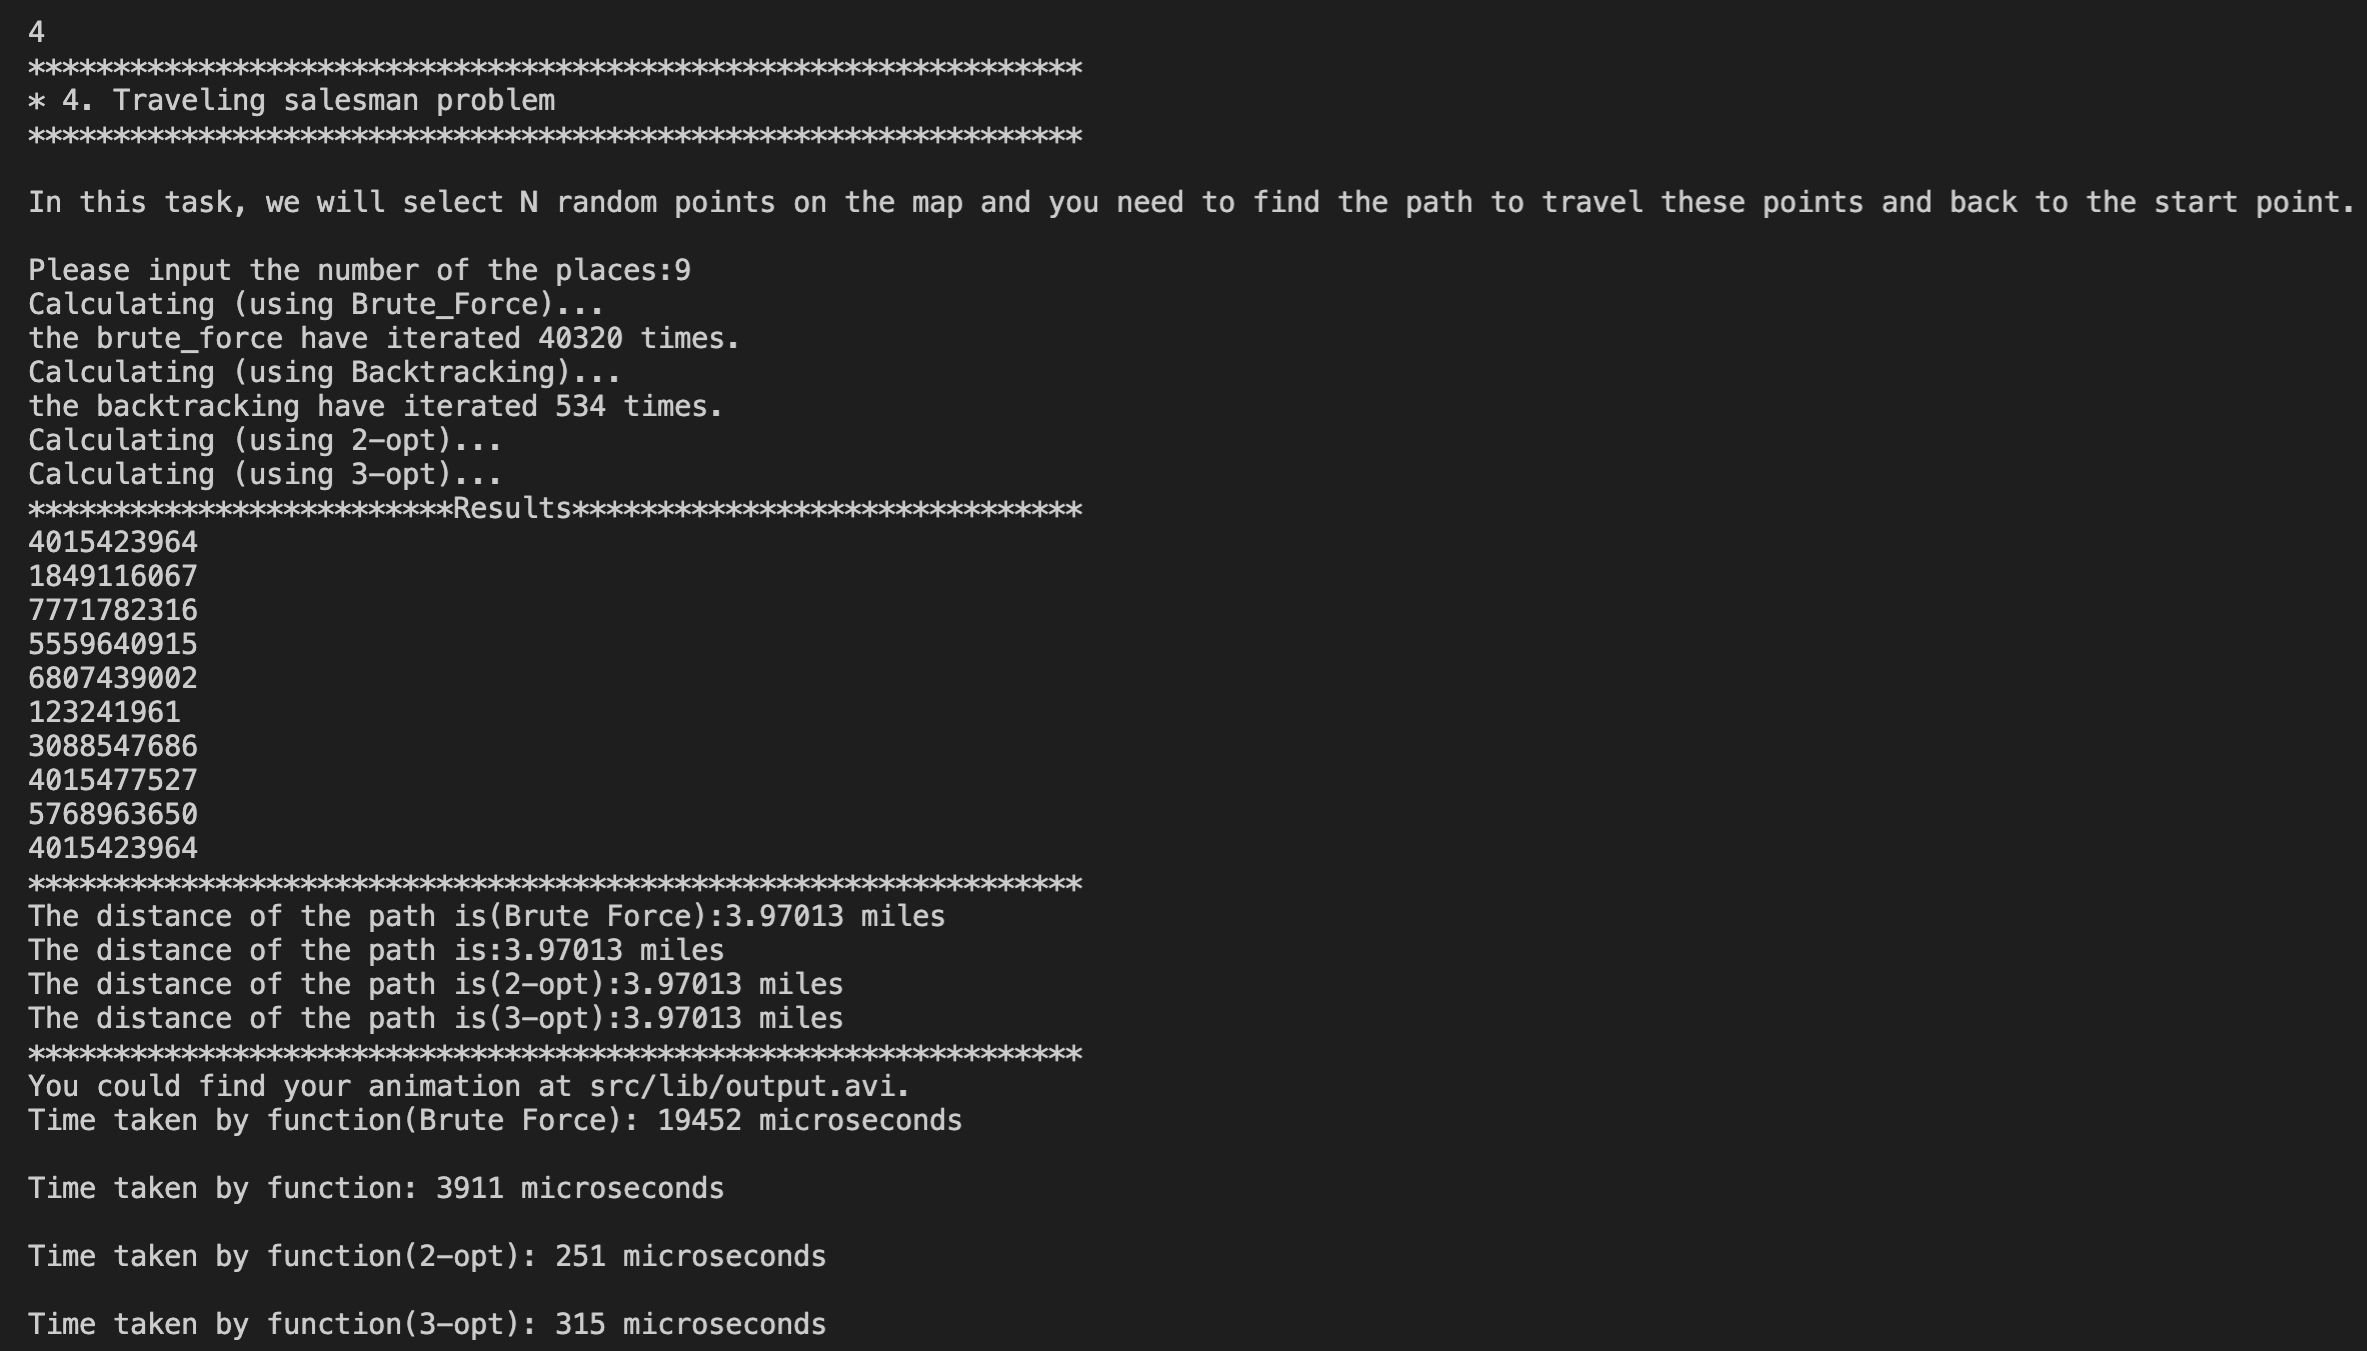 4
**************************************************************
* 4. Traveling salesman problem
**************************************************************
In this task, we will select N random points on the map and you need to find the path to travel these points and back to the start point.
Please input the number of the places:9
Calculating (using Brute_Force)...
the brute_force have iterated 40320 times.
Calculating (using Backtracking)...
the backtracking have iterated 534 times.
Calculating (using 2-opt)...
Calculating (using 3-opt)...
*************************Results******************************
4015423964
1849116067
7771782316
5559640915
6807439002
123241961
3088547686
4015477527
5768963650
4015423964
**************************************************************
The distance of the path is(Brute Force):3.97013 miles
The distance of the path is:3.97013 miles
The distance of the path is(2-opt):3.97013 miles
The distance of the path is(3-opt):3.97013 miles
**************************************************************
You could find your animation at src/lib/output.avi.
Time taken by function(Brute Force): 19452 microseconds
Time taken by function: 3911 microseconds
Time taken by function(2-opt): 251 microseconds
Time taken by function(3-opt): 315 microseconds